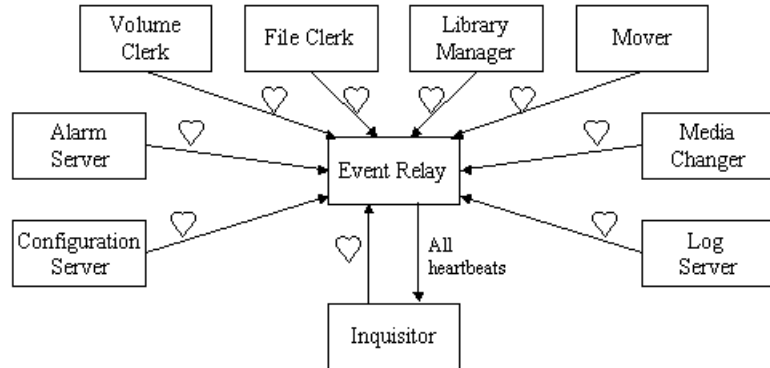 Volume
Clerk
File Clerk
Library
Manager
Mover
Alarm
Server
Event Relay
Media
Changer
Configuration
Server
All
heartbeats
Log
Server
Inquisitor